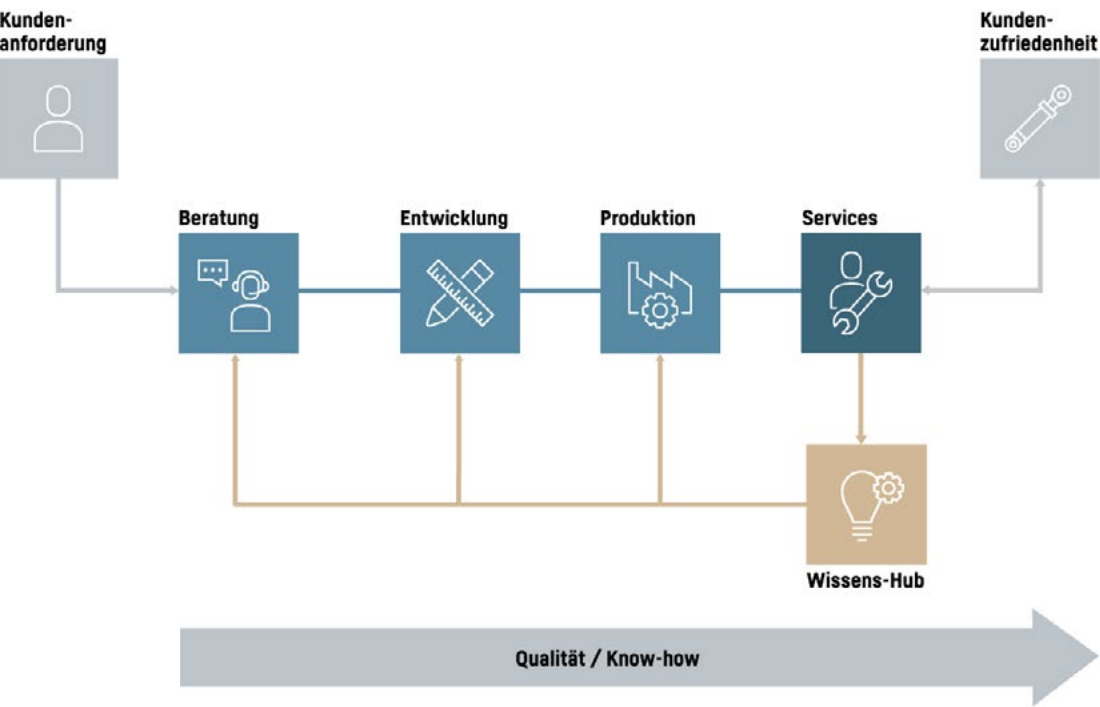 Kunden-
anforderung
Kunden-
zufriedenheit
Beratung
Entwicklung
Produktion
Services
Wissens-Hub
Qualität / Know-how